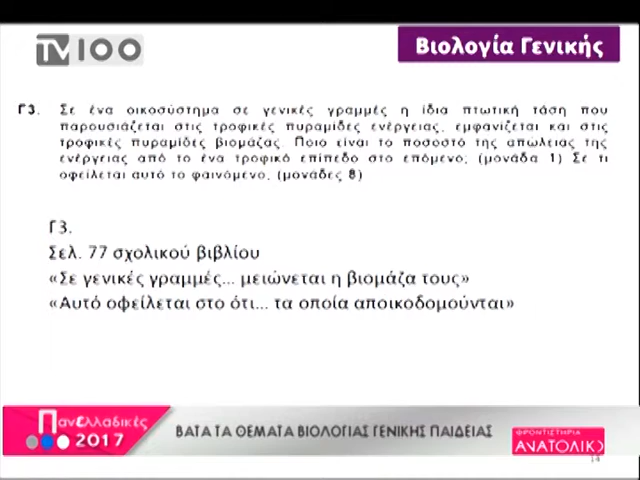 TV100
Βιολογία Γενικής
Γ3. Σε ένα οικοσύστημα σε γενικές γραμμές η ίδια πτωτική τάση που
παρουσιάζεται στις τροφικές πυραμίδες ενέργειας, εμφανίζεται και στις
τροφικές πυραμίδες βιομάζας. Ποιο είναι το ποσοστό της απώλειας της
ενέργειας από το ένα τροφικό επίπεδο στο επόμενο; (μονάδα 1) Σε τι
οφείλεται αυτό το φαινόμενο; (μονάδες 8)
Γ3.
Σελ. 77 σχολικού βιβλίου
«Σε γενικές γραμμές... μειώνεται η βιομάζα τους»
«Αυτό οφείλεται στο ότι... τα οποία αποικοδομούνται»
Πανελλαδικές
2017
ΒΑΤΑ ΤΑ ΘΕΜΑΤΑ ΒΙΟΛΟΓΙΑΣ ΓΕΝΙΚΗΣ ΠΑΙΔΕΙΑΣ
ΦΡΟΝΤΙΣΤΗΡΙΑ
ΑΝΑΤΟΛΙΚΟ
14